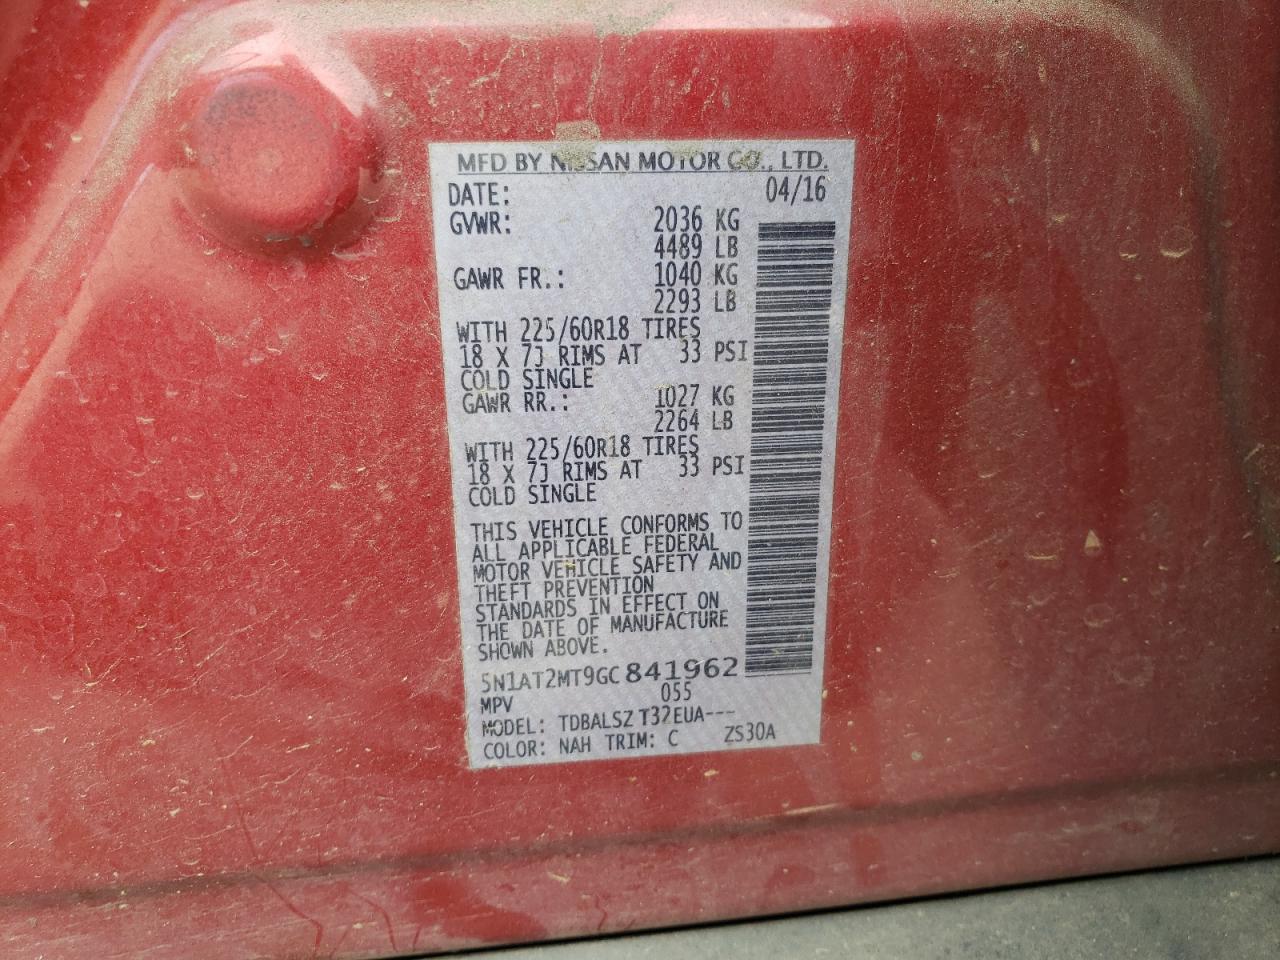 MFD BY NISSAN MOTOR CO., LTD.
DATE: 04/16
GVWR: 2036 KG
4489 LB
GAWR FR.: 1040 KG
2293 LB
WITH 225/60R18 TIRES
18 X 7J RIMS AT 33 PSI
COLD SINGLE
GAWR RR.: 1027 KG
2264 LB
WITH 225/60R18 TIRES
18 X 7J RIMS AT 33 PSI
COLD SINGLE
THIS VEHICLE CONFORMS TO
ALL APPLICABLE FEDERAL
MOTOR VEHICLE SAFETY AND
THEFT PREVENTION
STANDARDS IN EFFECT ON
THE DATE OF MANUFACTURE
SHOWN ABOVE.
5N1AT2MT9GC841962
MPV 055
MODEL: TDBALSZ T32EUA---
COLOR: NAH TRIM: C ZS30A